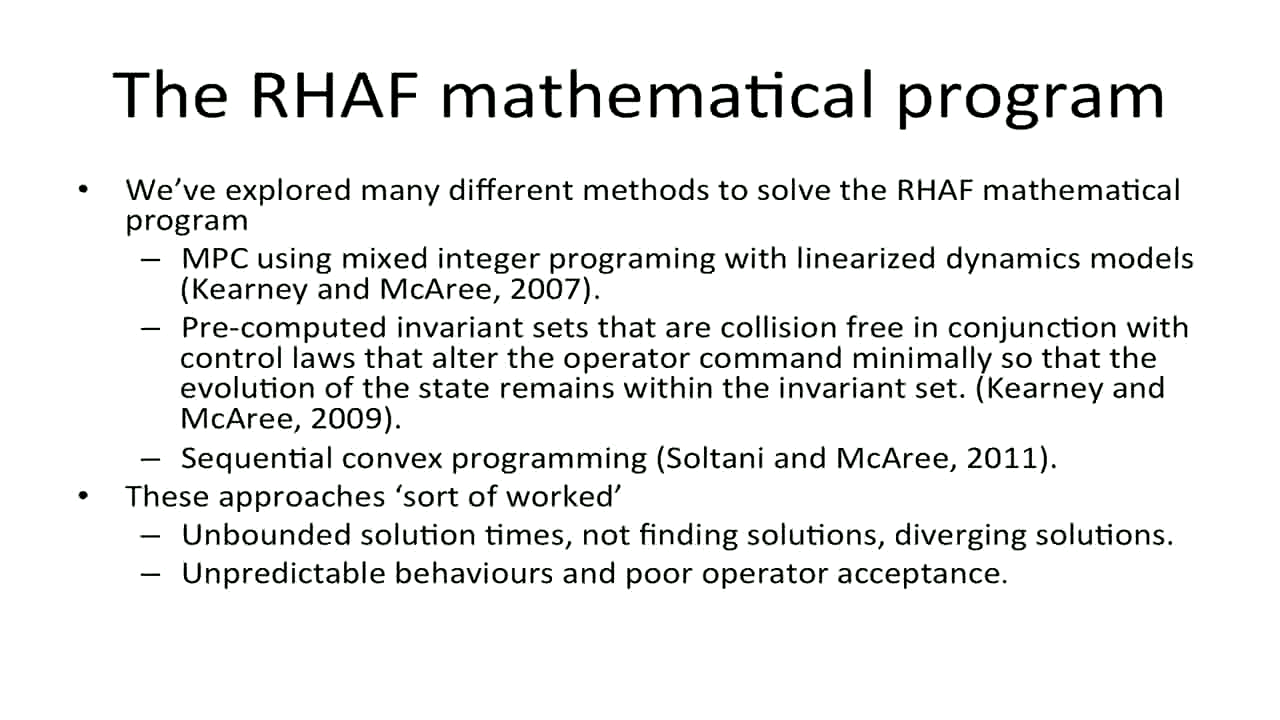 The RHAF mathematical program
• We’ve explored many different methods to solve the RHAF mathematical
program
– MPC using mixed integer programing with linearized dynamics models
(Kearney and McAree, 2007).
– Pre-computed invariant sets that are collision free in conjunction with
control laws that alter the operator command minimally so that the
evolution of the state remains within the invariant set. (Kearney and
McAree, 2009).
– Sequential convex programming (Soltani and McAree, 2011).
• These approaches ‘sort of worked’
– Unbounded solution times, not finding solutions, diverging solutions.
– Unpredictable behaviours and poor operator acceptance.